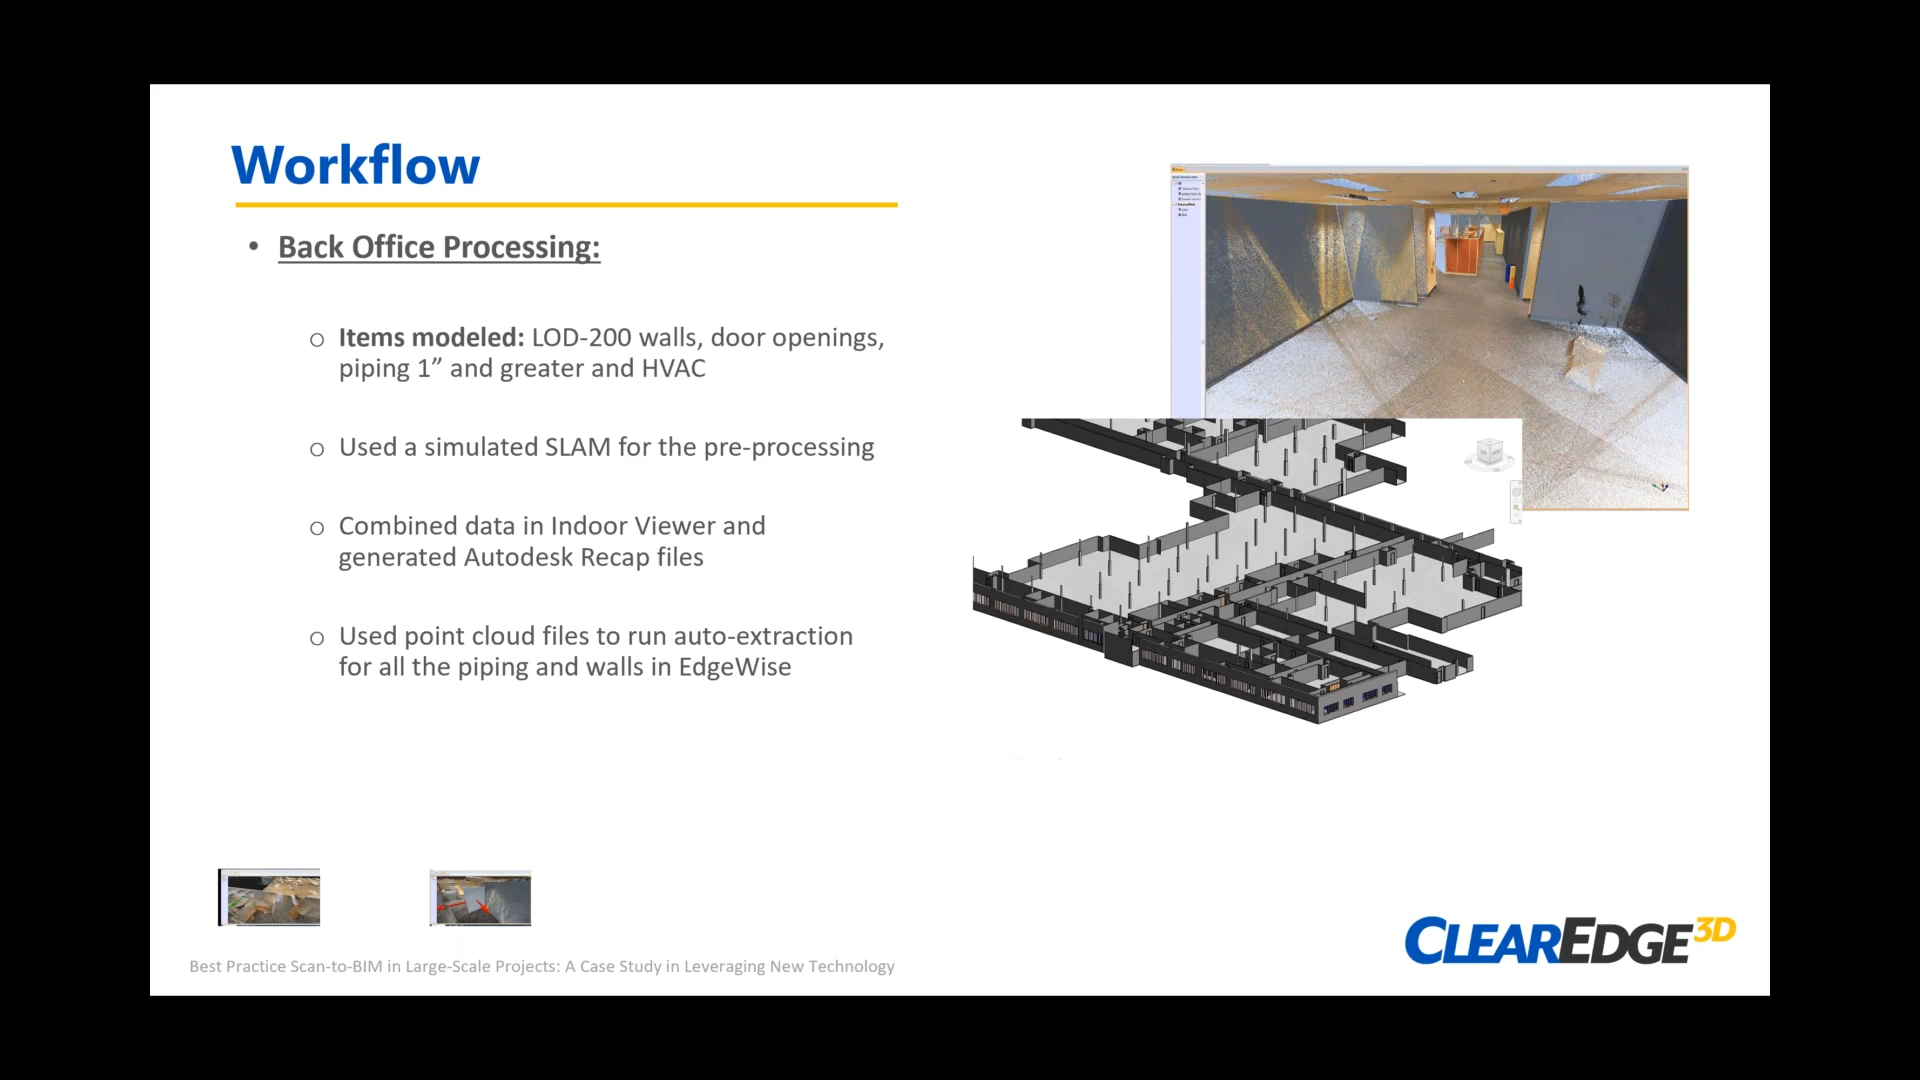 Workflow
• Back Office Processing:
o Items modeled: LOD-200 walls, door openings,
piping 1” and greater and HVAC
o Used a simulated SLAM for the pre-processing
o Combined data in Indoor Viewer and
generated Autodesk Recap files
o Used point cloud files to run auto-extraction
for all the piping and walls in EdgeWise
CLEAREDGE3D
Best Practice Scan-to-BIM in Large-Scale Projects: A Case Study in Leveraging New Technology